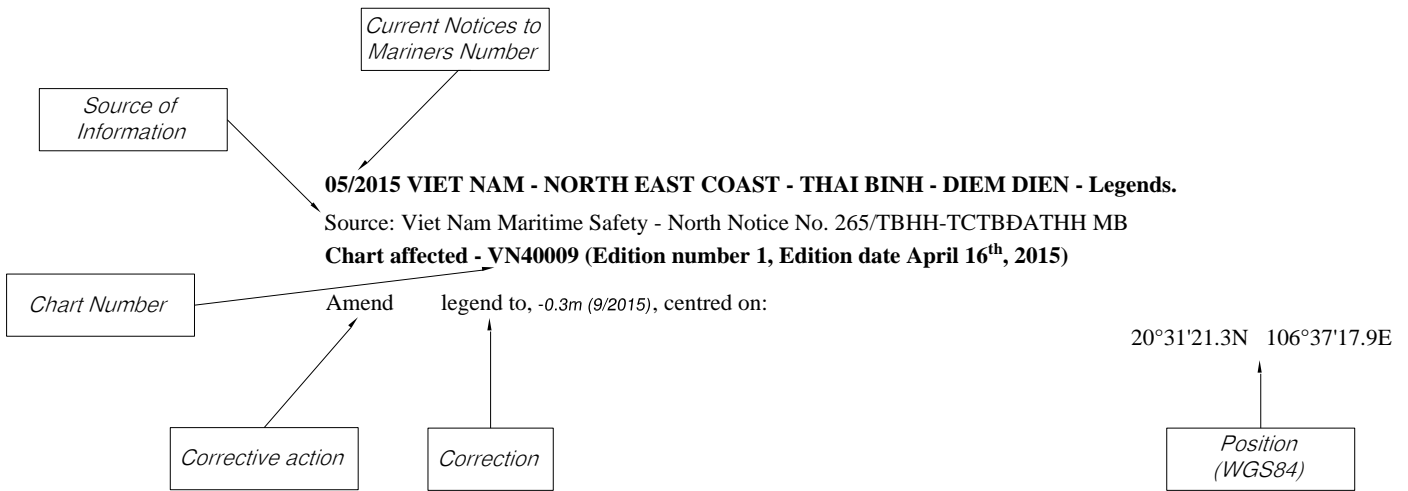 Current Notices to
Mariners Number
Source of
Information
05/2015 VIET NAM - NORTH EAST COAST - THAI BINH - DIEM DIEN - Legends.
Source: Viet Nam Maritime Safety - North Notice No. 265/TBHH-TCTBĐATHH MB
Chart affected - VN40009 (Edition number 1, Edition date April 16th, 2015)
Chart Number
Amend legend to, -0.3m (9/2015), centred on:
20°31'21.3N 106°37'17.9E
Corrective action
Correction
Position
(WGS84)